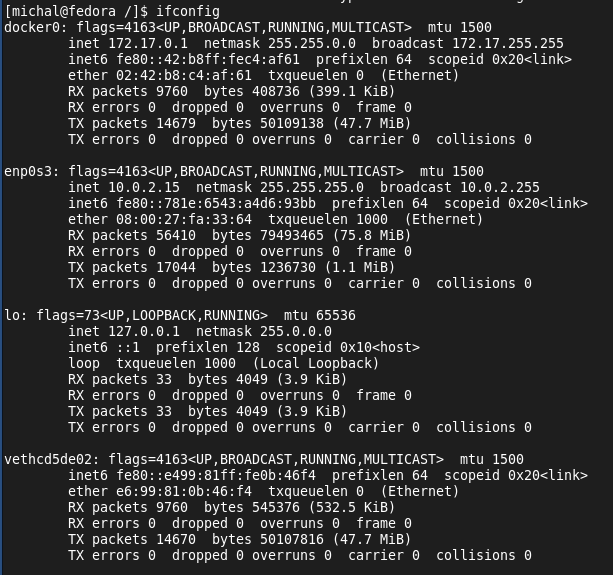 [michal@fedora /]$ ifconfig
docker0: flags=4163<UP,BROADCAST,RUNNING,MULTICAST>  mtu 1500
        inet 172.17.0.1  netmask 255.255.0.0  broadcast 172.17.255.255
        inet6 fe80::42:b8ff:fec4:af61  prefixlen 64  scopeid 0x20<link>
        ether 02:42:b8:c4:af:61  txqueuelen 0  (Ethernet)
        RX packets 9760  bytes 408736 (399.1 KiB)
        RX errors 0  dropped 0  overruns 0  frame 0
        TX packets 14679  bytes 50109138 (47.7 MiB)
        TX errors 0  dropped 0 overruns 0  carrier 0  collisions 0

enp0s3: flags=4163<UP,BROADCAST,RUNNING,MULTICAST>  mtu 1500
        inet 10.0.2.15  netmask 255.255.255.0  broadcast 10.0.2.255
        inet6 fe80::781e:6543:a4d6:93bb  prefixlen 64  scopeid 0x20<link>
        ether 08:00:27:fa:33:64  txqueuelen 1000  (Ethernet)
        RX packets 56410  bytes 79493465 (75.8 MiB)
        RX errors 0  dropped 0  overruns 0  frame 0
        TX packets 17044  bytes 1236730 (1.1 MiB)
        TX errors 0  dropped 0 overruns 0  carrier 0  collisions 0

lo: flags=73<UP,LOOPBACK,RUNNING>  mtu 65536
        inet 127.0.0.1  netmask 255.0.0.0
        inet6 ::1  prefixlen 128  scopeid 0x10<host>
        loop  txqueuelen 1000  (Local Loopback)
        RX packets 33  bytes 4049 (3.9 KiB)
        RX errors 0  dropped 0  overruns 0  frame 0
        TX packets 33  bytes 4049 (3.9 KiB)
        TX errors 0  dropped 0 overruns 0  carrier 0  collisions 0

vethcd5de02: flags=4163<UP,BROADCAST,RUNNING,MULTICAST>  mtu 1500
        inet6 fe80::e499:81ff:fe0b:46f4  prefixlen 64  scopeid 0x20<link>
        ether e6:99:81:0b:46:f4  txqueuelen 0  (Ethernet)
        RX packets 9760  bytes 545376 (532.5 KiB)
        RX errors 0  dropped 0  overruns 0  frame 0
        TX packets 14670  bytes 50107816 (47.7 MiB)
        TX errors 0  dropped 0 overruns 0  carrier 0  collisions 0